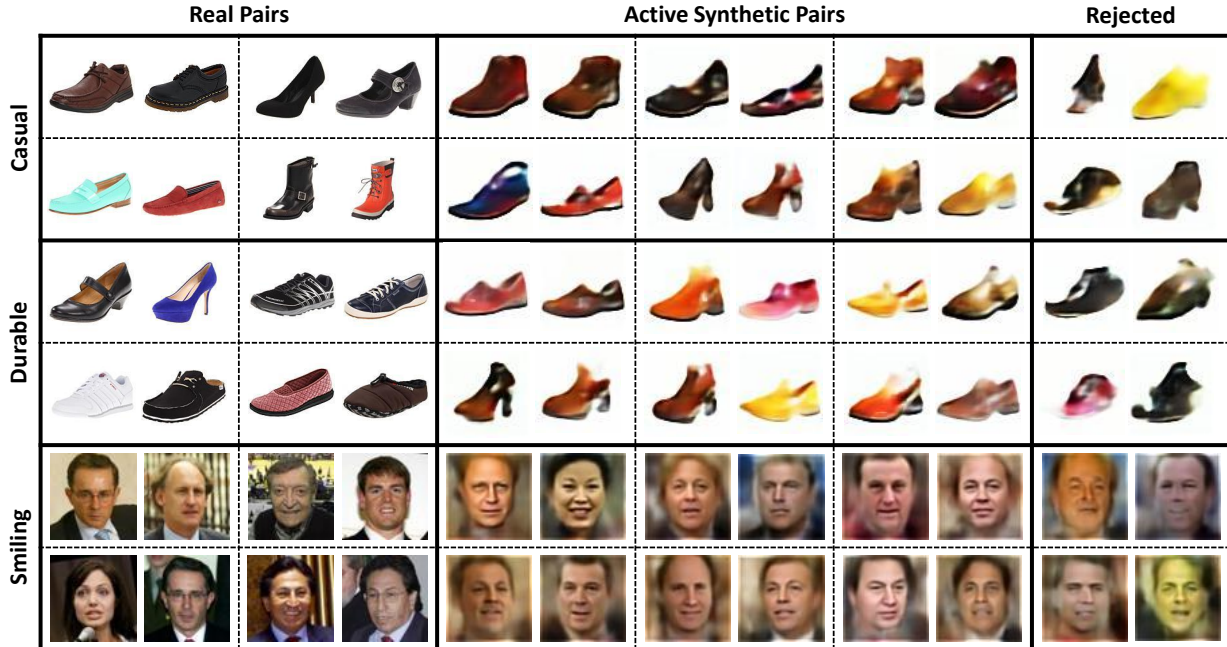 Real Pairs
Active Synthetic Pairs
Rejected
Casual
Durable
Smiling